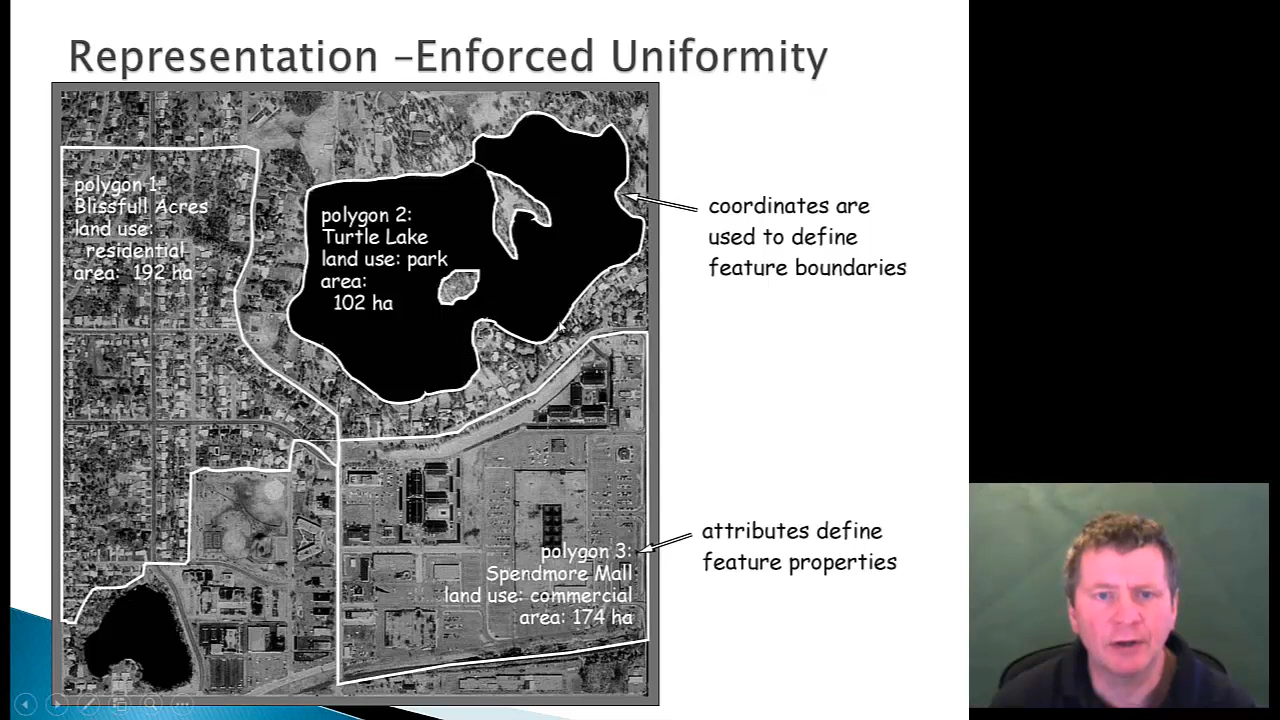 Representation –Enforced Uniformity
polygon 1:
Blissfull Acres
land use:
residential
area: 192 ha
polygon 2:
Turtle Lake
land use: park
area:
102 ha
coordinates are
used to define
feature boundaries
polygon 3:
Spendmore Mall
land use: commercial
area: 174 ha
attributes define
feature properties